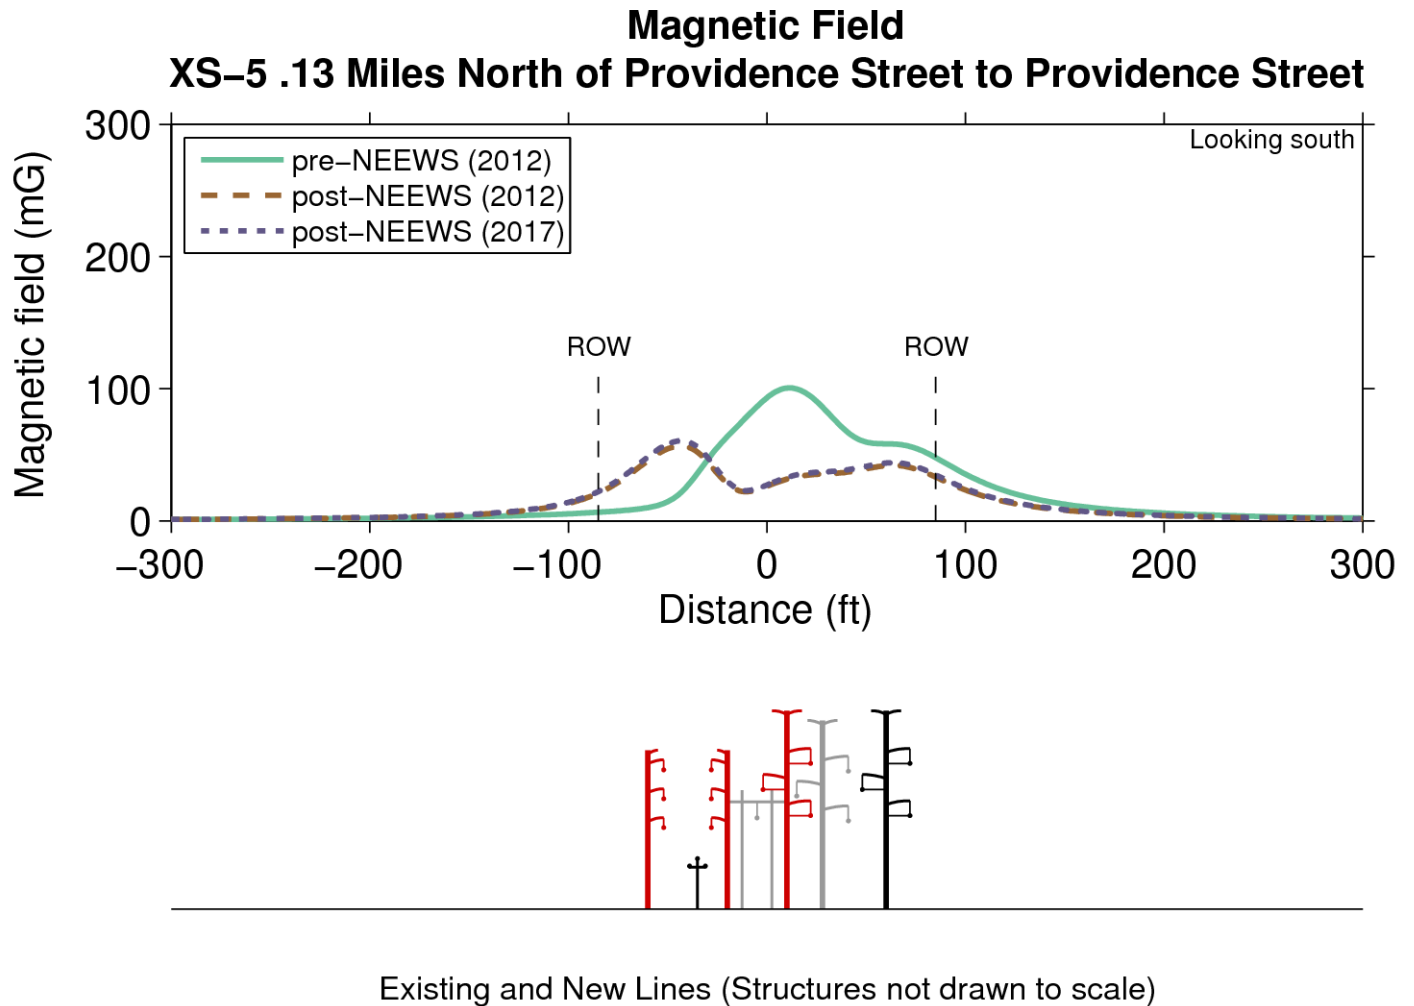 Magnetic Field
XS−5 .13 Miles North of Providence Street to Providence Street
Looking south
pre−NEEWS (2012)
post−NEEWS (2012)
post−NEEWS (2017)
Magnetic field (mG)
300
200
100
0
ROW
ROW
−300
−200
−100
0
100
200
300
Distance (ft)
Existing and New Lines (Structures not drawn to scale)